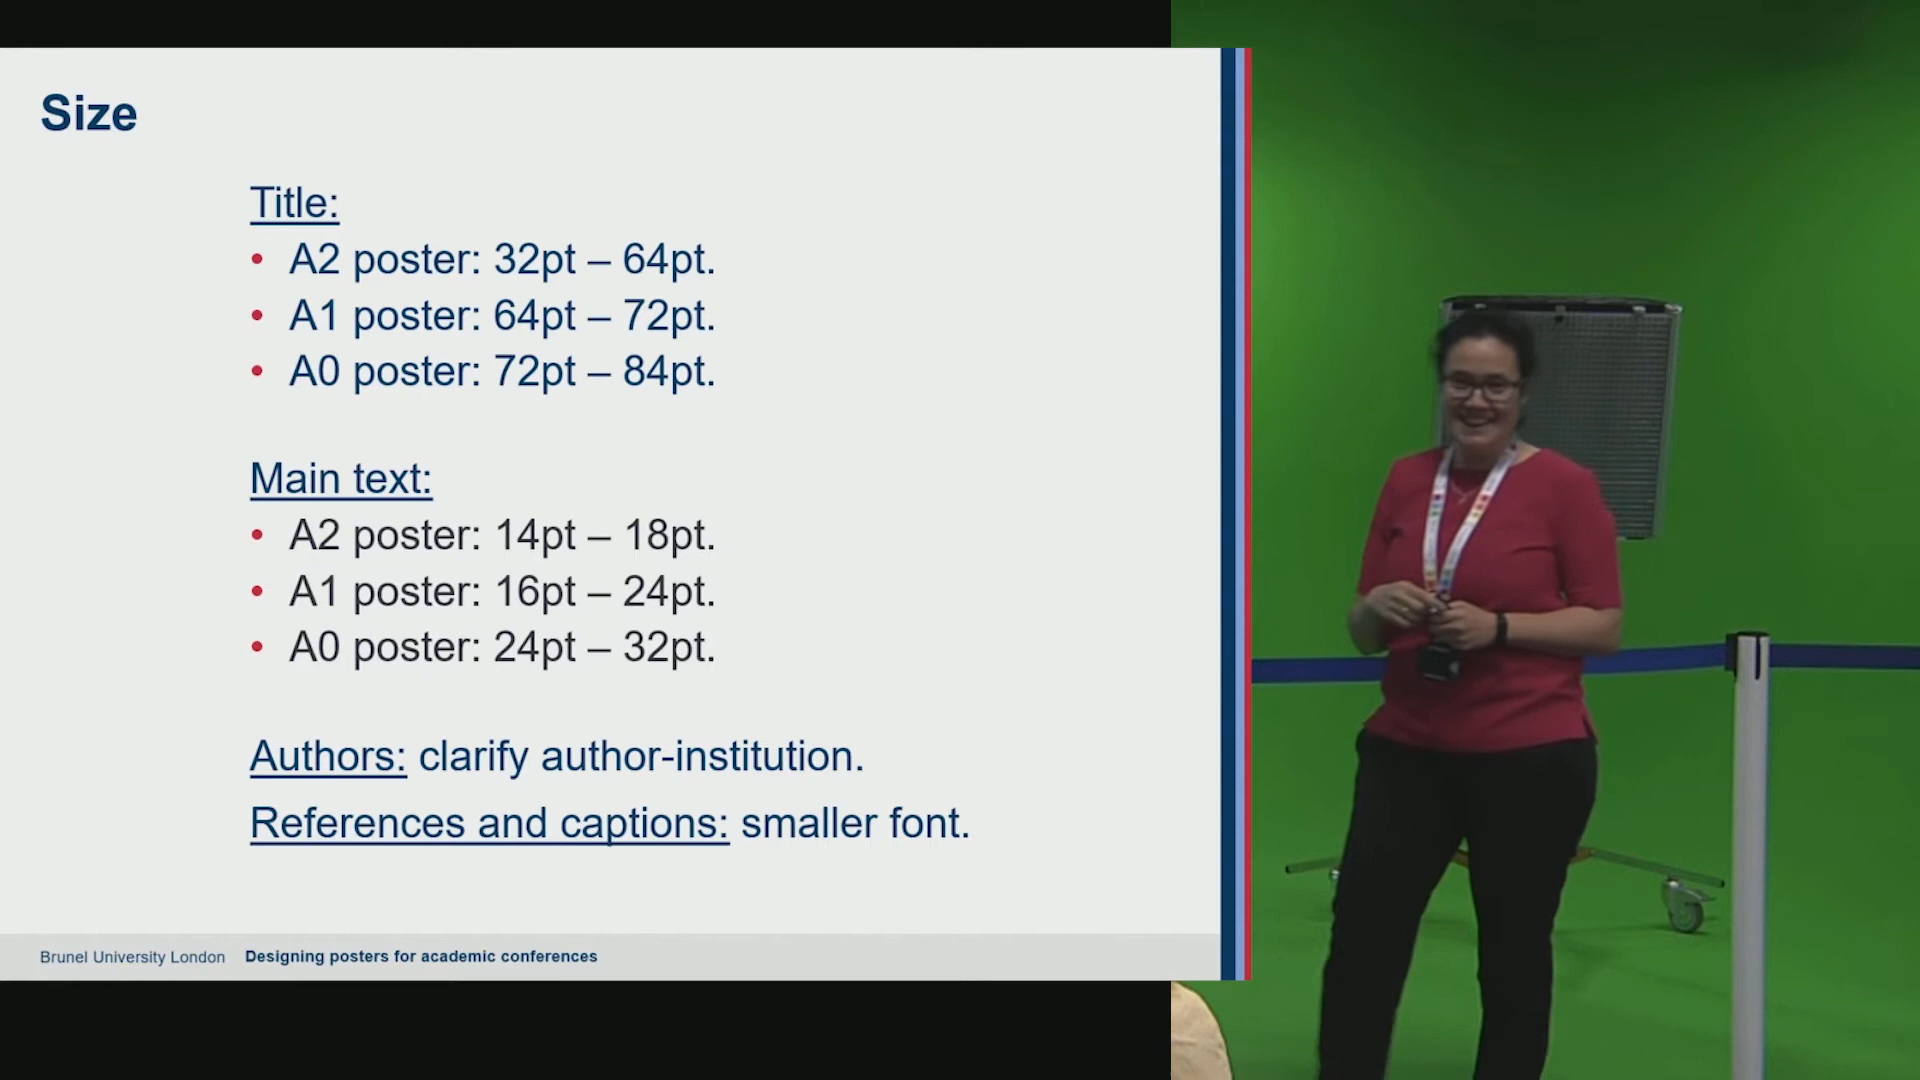 Size
Title:
• A2 poster: 32pt – 64pt.
• A1 poster: 64pt – 72pt.
• A0 poster: 72pt – 84pt.
Main text:
• A2 poster: 14pt – 18pt.
• A1 poster: 16pt – 24pt.
• A0 poster: 24pt – 32pt.
Authors: clarify author-institution.
References and captions: smaller font.
Brunel University London Designing posters for academic conferences